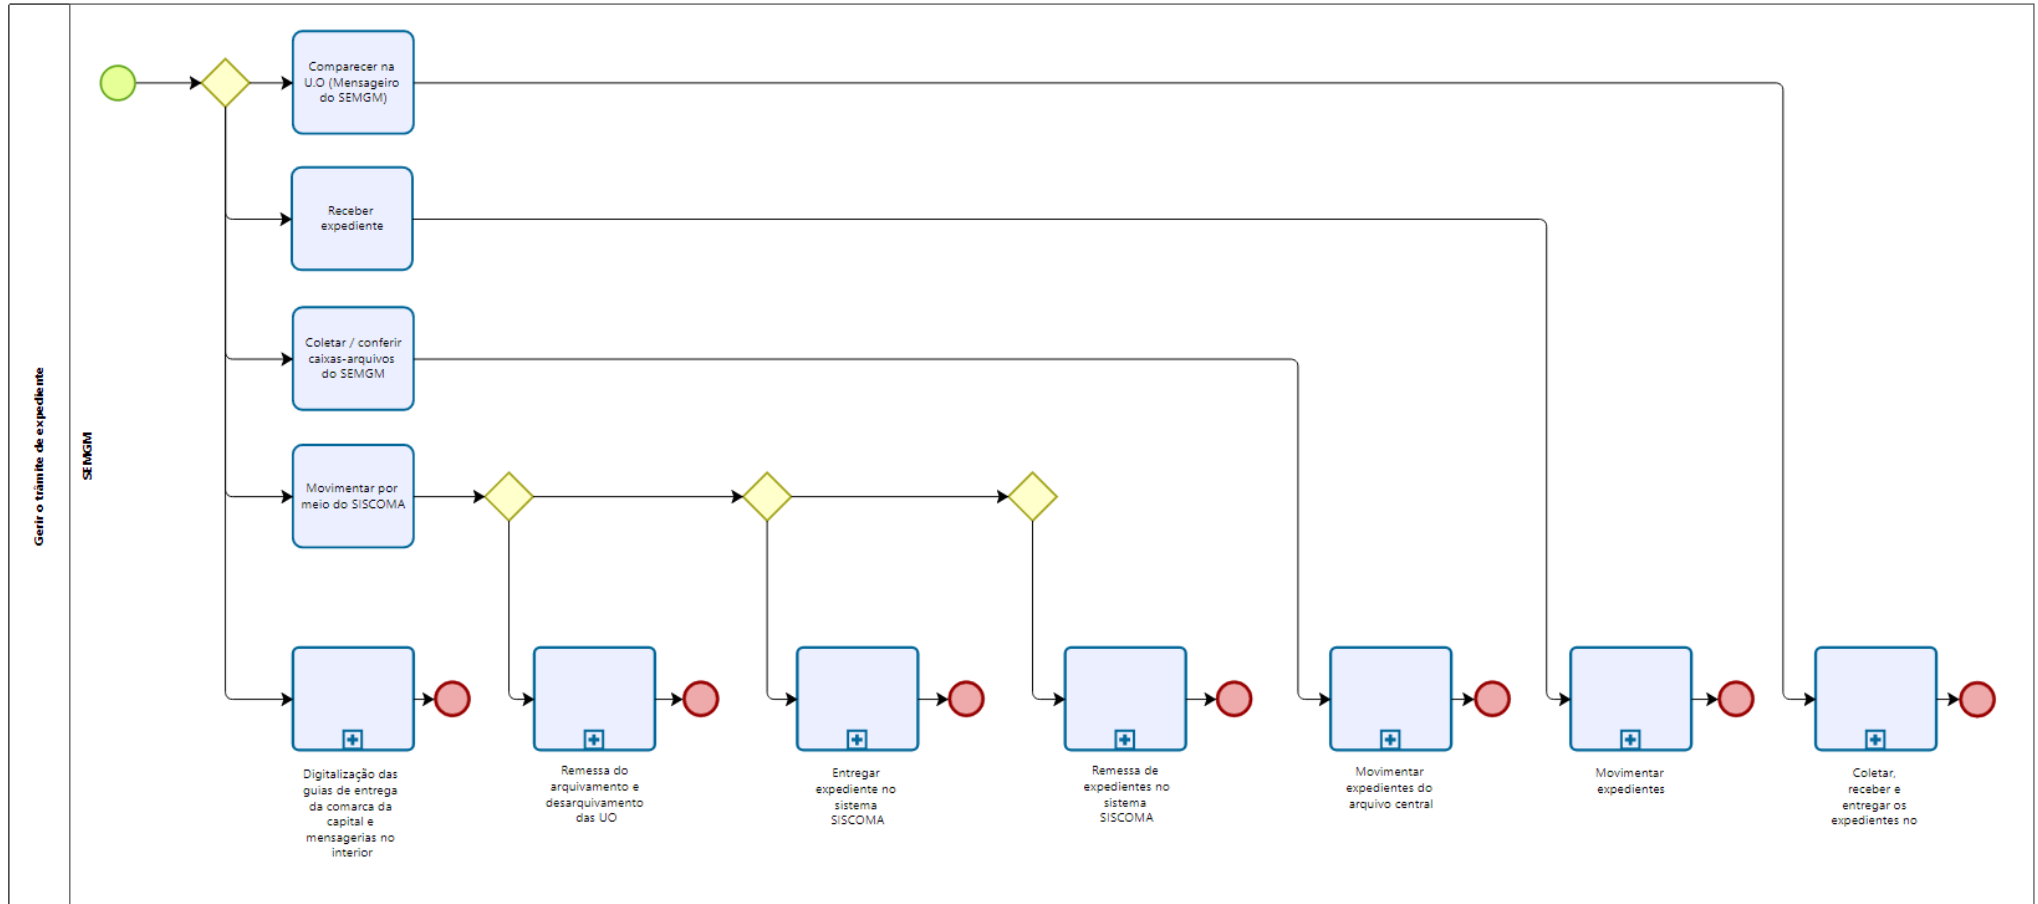 Gerir o trâmite de expediente
SEMGM
Comparecer na
U.O (Mensageiro
do SEMGM)
Receber
expediente
Coletar / conferir
caixas-arquivos
do SEMGM
Movimentar por
meio do SISCOMA
Digitalização das
guias de entrega
da comarca da
capital e
mensagerias no
interior
Remessa do
arquivamento e
desarquivamento
das UO
Entregar
expediente no
sistema
SISCOMA
Remessa de
expedientes no
sistema
SISCOMA
Movimentar
expedientes do
arquivo central
Movimentar
expedientes
Coletar,
receber e
entregar os
expedientes no